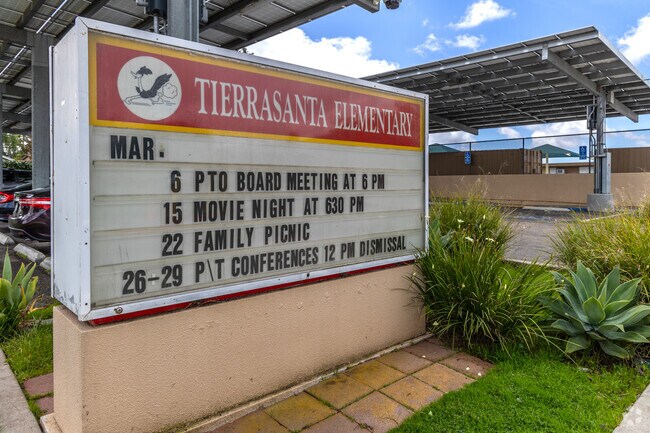 TIERRASANTA ELEMENTARY
MAR.
6 PTO BOARD MEETING AT 6 PM
15 MOVIE NIGHT AT 630 PM
22 FAMILY PICNIC
26-29 P\T CONFERENCES 12 PM DISMISSAL